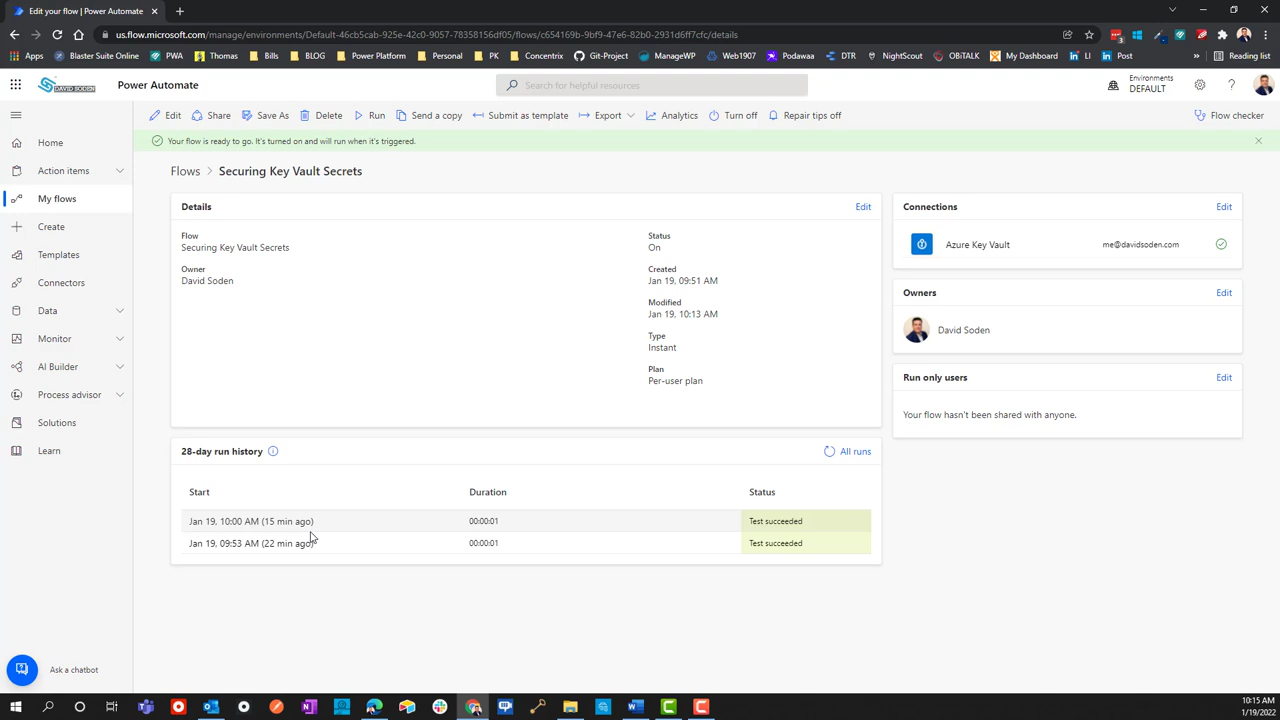 Edit your flow | Power Automate
us.flow.microsoft.com/manage/environments/Default-46cb5cab-925e-42c0-9057-78358156df05/flows/c654169b-9bf9-47e6-82b0-2931d6ff7cfc/details
Apps Blaster Suite Online PWA Thomas Bills BLOG Power Platform Personal PK Concentrix Git-Project ManageWP Web1907 Podawaa DTR NightScout OBiTALK My Dashboard LI Post » Reading list
DAVID SODEN Power Automate Search for helpful resources Environments
DEFAULT
Edit Share Save As Delete Run Send a copy Submit as template Export Analytics Turn off Repair tips off Flow checker
Your flow is ready to go. It's turned on and will run when it's triggered.
Home
Action items
My flows
Create
Templates
Connectors
Data
Monitor
AI Builder
Process advisor
Solutions
Learn
Ask a chatbot
Flows > Securing Key Vault Secrets
Details Edit
Flow
Securing Key Vault Secrets
Owner
David Soden
Status
On
Created
Jan 19, 09:51 AM
Modified
Jan 19, 10:13 AM
Type
Instant
Plan
Per-user plan
28-day run history All runs
Start Duration Status
Jan 19, 10:00 AM (15 min ago) 00:00:01 Test succeeded
Jan 19, 09:53 AM (22 min ago) 00:00:01 Test succeeded
Connections Edit
Azure Key Vault me@davidsoden.com
Owners Edit
David Soden
Run only users Edit
Your flow hasn't been shared with anyone.
10:15 AM
1/19/2022